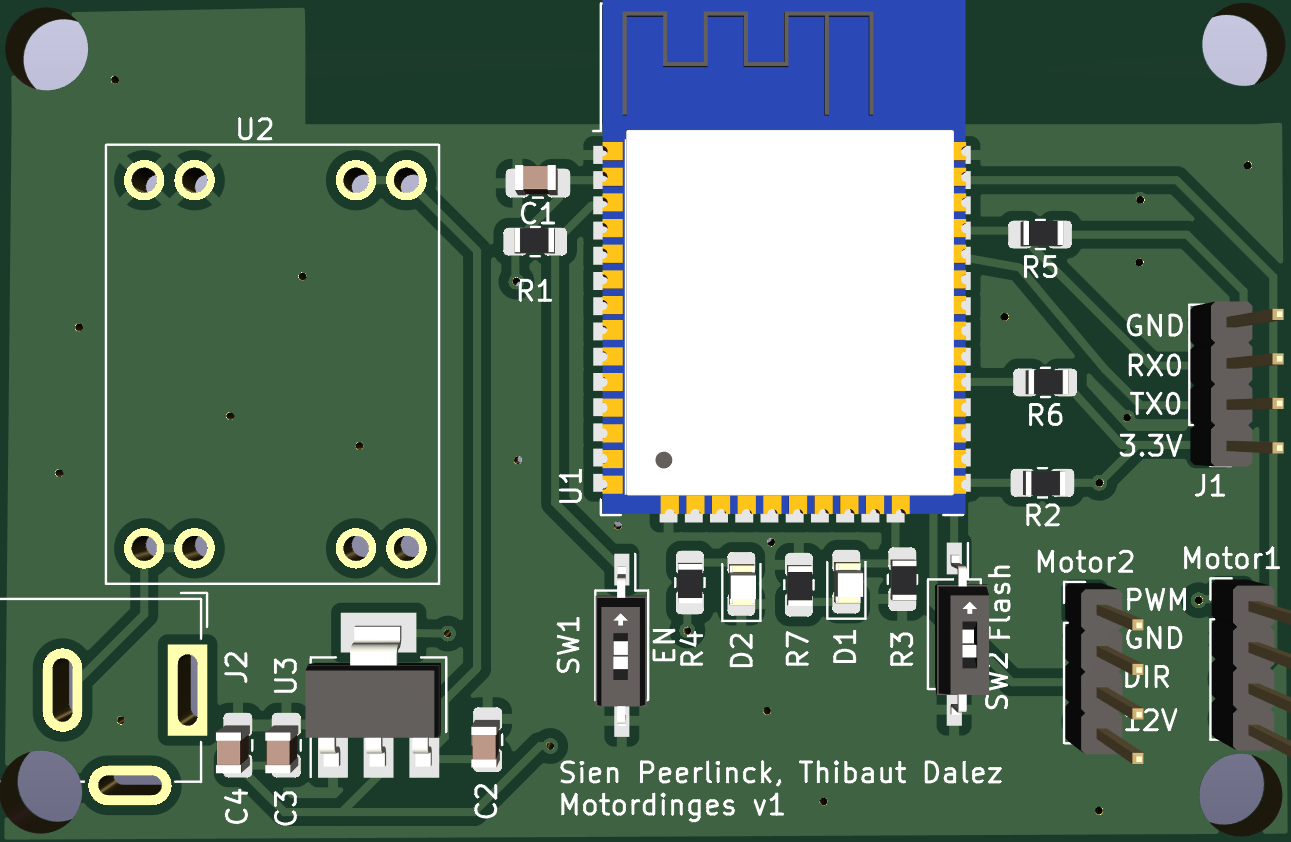 U2
C1
R1
R5
GND
RX0
R6
TX0
3.3V
U1
J1
R2
Motor2
Motor1
PWM
GND
DIR
12V
SW1
EN
R4
D2
R7
D1
R3
SW2 Flash
J2
U3
C4
C3
C2
Sien Peerlinck, Thibaut Dalez
Motordinges v1